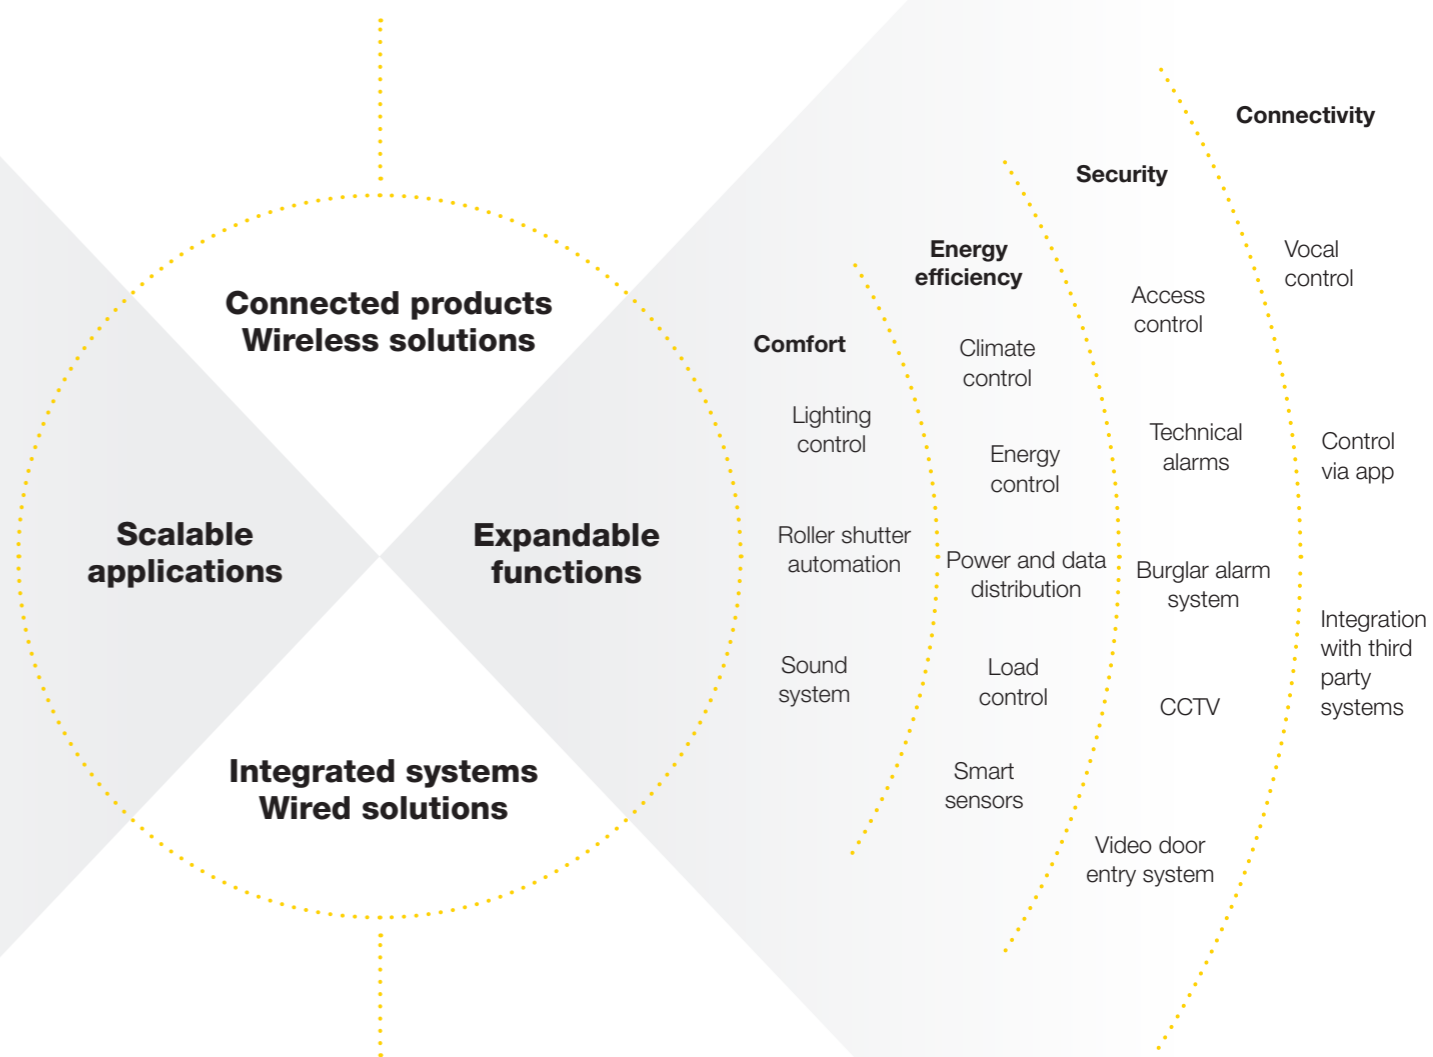 Connected products
Wireless solutions
Scalable
applications
Expandable
functions
Integrated systems
Wired solutions
Comfort
Lighting
control
Roller shutter
automation
Sound
system
Energy
efficiency
Climate
control
Energy
control
Power and data
distribution
Load
control
Smart
sensors
Security
Access
control
Technical
alarms
Burglar alarm
system
CCTV
Video door
entry system
Connectivity
Vocal
control
Control
via app
Integration
with third
party
systems